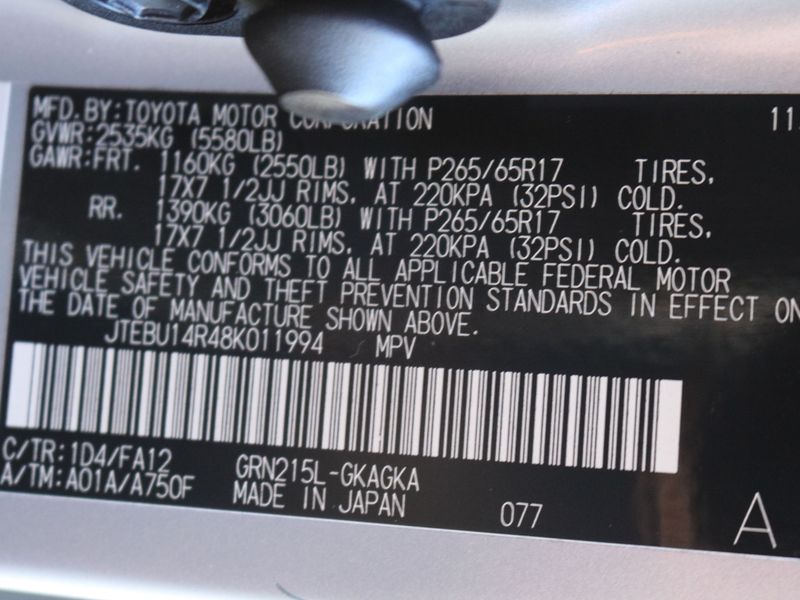 MFD. BY: TOYOTA MOTOR CORPORATION 11
GVWR: 2535KG (5580LB)
GAWR: FRT. 1160KG (2550LB) WITH P265/65R17 TIRES,
17X7 1/2JJ RIMS, AT 220KPA (32PSI) COLD.
RR. 1390KG (3060LB) WITH P265/65R17 TIRES,
17X7 1/2JJ RIMS, AT 220KPA (32PSI) COLD.
THIS VEHICLE CONFORMS TO ALL APPLICABLE FEDERAL MOTOR
VEHICLE SAFETY AND THEFT PREVENTION STANDARDS IN EFFECT ON
THE DATE OF MANUFACTURE SHOWN ABOVE.
JTEBU14R48K011994 MPV
C/TR: 1D4/FA12 GRN215L-GKAGKA
A/TM: A01A/A750F MADE IN JAPAN 077 A